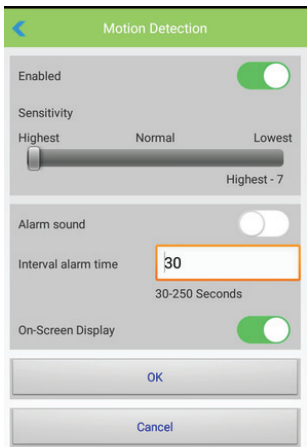 Motion Detection
Enabled
Sensitivity
Highest Normal Lowest
Highest - 7
Alarm sound
Interval alarm time 30
30-250 Seconds
On-Screen Display
OK
Cancel